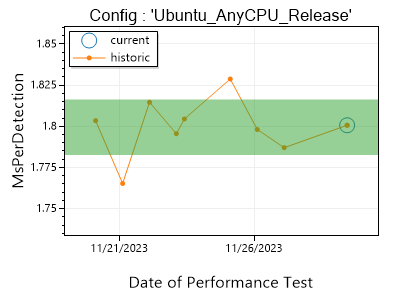 Config : 'Ubuntu_AnyCPU_Release'
current
historic
1.85
1.825
1.8
1.775
1.75
MsPerDetection
11/21/2023
11/26/2023
Date of Performance Test